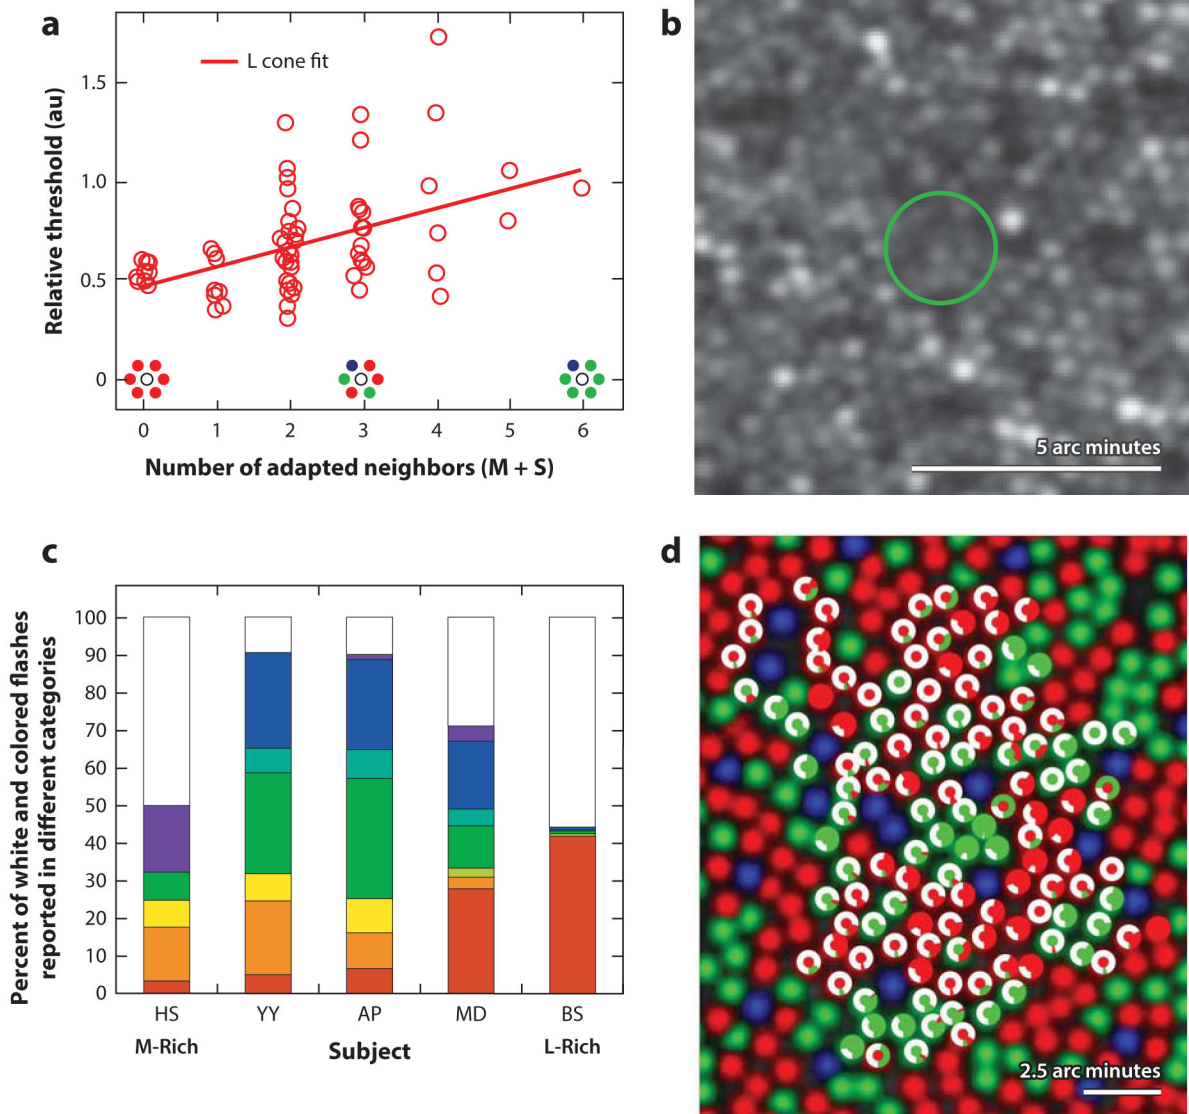 a
L cone fit
Relative threshold (au)
1.5
1.0
0.5
0
0 1 2 3 4 5 6
Number of adapted neighbors (M + S)
b
5 arc minutes
c
Percent of white and colored flashes
reported in different categories
100
90
80
70
60
50
40
30
20
10
0
HS YY AP MD BS
M-Rich Subject L-Rich
d
2.5 arc minutes